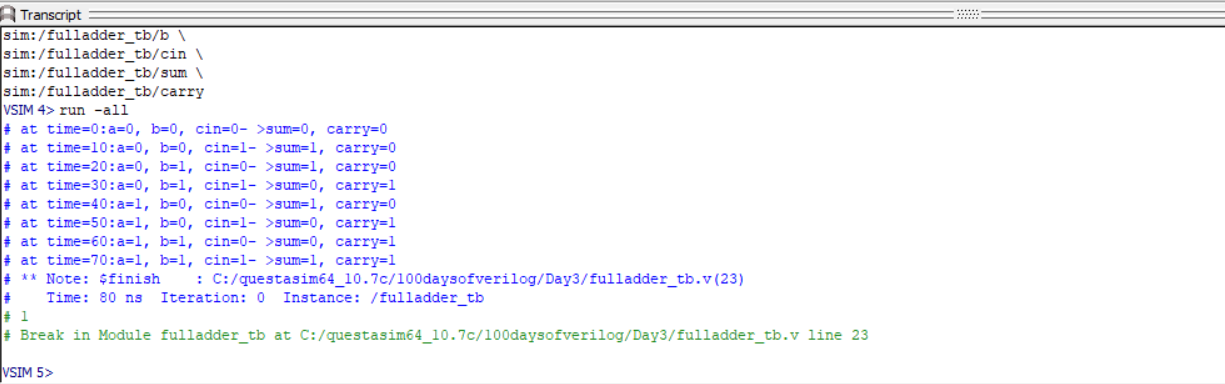 Transcript
sim:/fulladder_tb/b \
sim:/fulladder_tb/cin \
sim:/fulladder_tb/sum \
sim:/fulladder_tb/carry
VSIM 4> run -all
# at time=0:a=0, b=0, cin=0- >sum=0, carry=0
# at time=10:a=0, b=0, cin=1- >sum=1, carry=0
# at time=20:a=0, b=1, cin=0- >sum=1, carry=0
# at time=30:a=0, b=1, cin=1- >sum=0, carry=1
# at time=40:a=1, b=0, cin=0- >sum=1, carry=0
# at time=50:a=1, b=0, cin=1- >sum=0, carry=1
# at time=60:a=1, b=1, cin=0- >sum=0, carry=1
# at time=70:a=1, b=1, cin=1- >sum=1, carry=1
# ** Note: $finish    : C:/questasim64_10.7c/100daysofverilog/Day3/fulladder_tb.v(23)
#    Time: 80 ns  Iteration: 0  Instance: /fulladder_tb
# 1
# Break in Module fulladder_tb at C:/questasim64_10.7c/100daysofverilog/Day3/fulladder_tb.v line 23
VSIM 5>